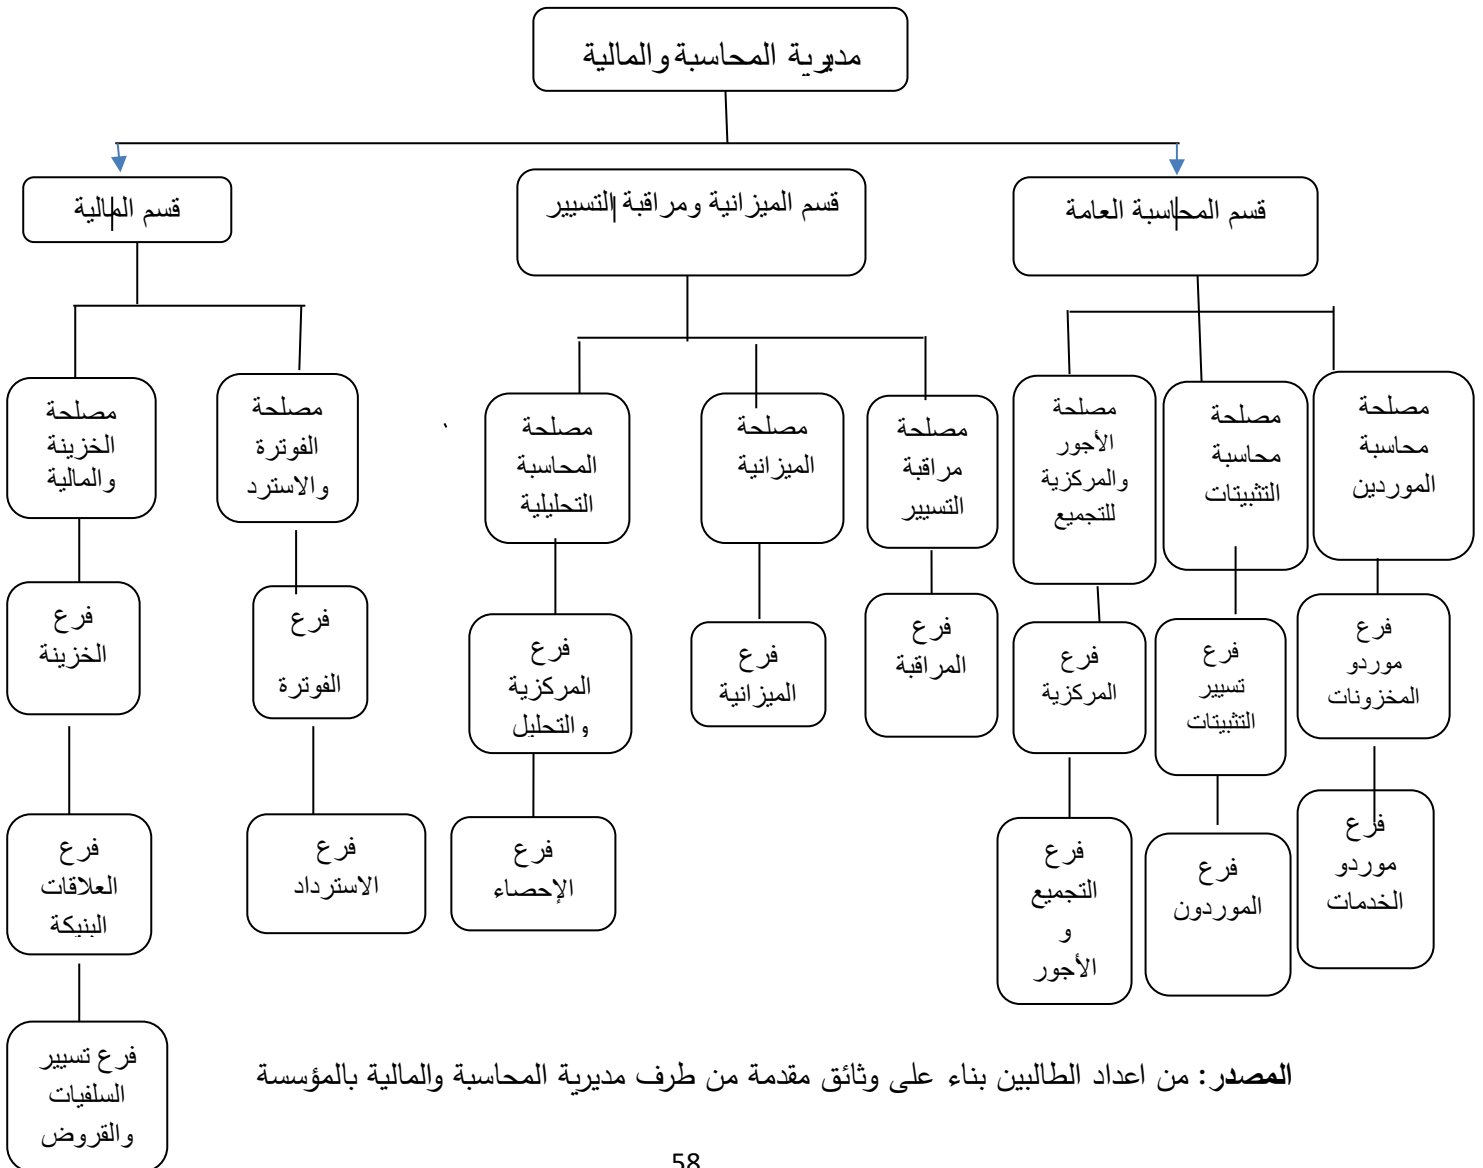 مديرية المحاسبة والمالية
قسم المحاسبة العامة
قسم الميزانية ومراقبة التسيير
قسم المالية
مصلحة
محاسبة
الموردين
مصلحة
محاسبة
التثبيتات
مصلحة
الأجور
والمركزية
للتجميع
مصلحة
مراقبة
التسيير
مصلحة
الميزانية
مصلحة
المحاسبة
التحليلية
مصلحة
الفوترة
والاسترد
مصلحة
الخزينة
والمالية
فرع
موردو
المخزونات
فرع
تسيير
التثبيتات
فرع
المركزية
فرع
المراقبة
فرع
الميزانية
فرع
المركزية
والتحليل
فرع
الفوترة
فرع
الخزينة
فرع
موردو
الخدمات
فرع
الموردون
فرع
التجميع
و
الأجور
فرع
الإحصاء
فرع
الاسترداد
فرع
العلاقات
البنيكة
فرع تسيير
السلفيات
والقروض
المصدر: من اعداد الطالبين بناء على وثائق مقدمة من طرف مديرية المحاسبة والمالية بالمؤسسة
58